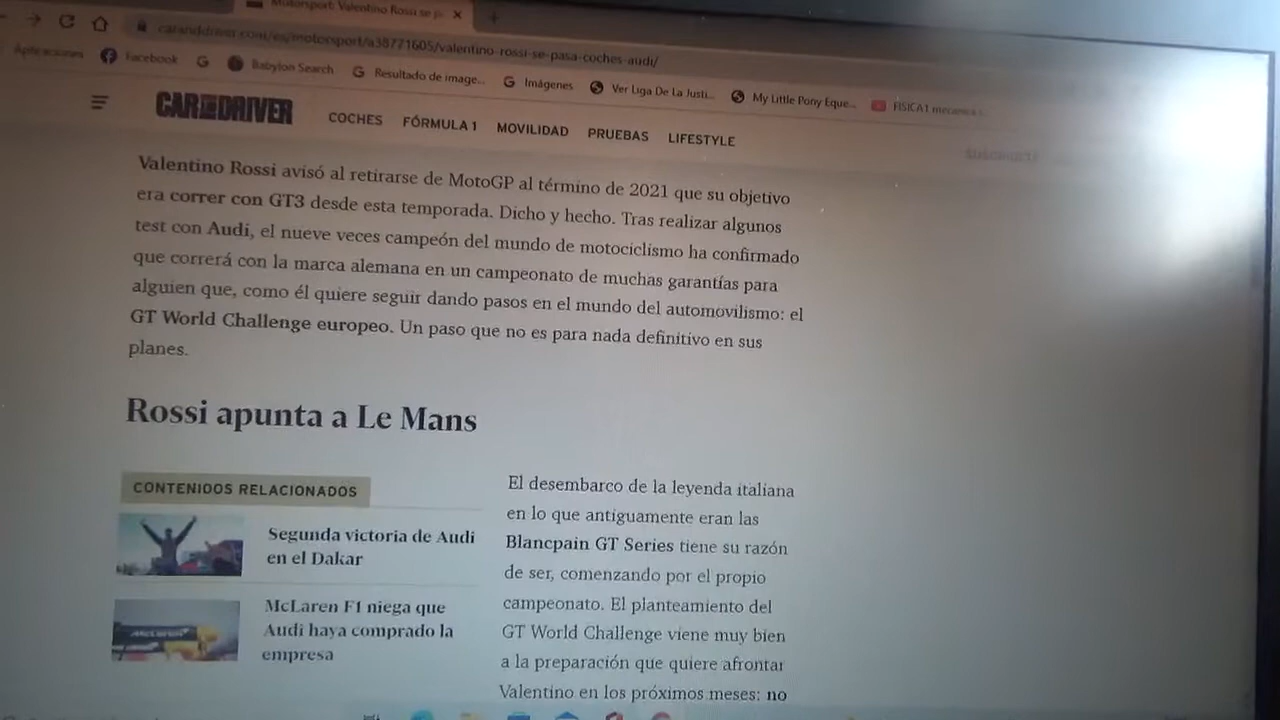 Motorsport: Valentino Rossi se p
caranddriver.com/es/motorsport/a38771605/valentino-rossi-se-pasa-coches-audi/
Aplicaciones Facebook Babylon Search Resultado de image... Imágenes Ver Liga De La Justi... My Little Pony Eque... FISICA1 mecanica
CAR AND DRIVER COCHES FÓRMULA 1 MOVILIDAD PRUEBAS LIFESTYLE
Valentino Rossi avisó al retirarse de MotoGP al término de 2021 que su objetivo
era correr con GT3 desde esta temporada. Dicho y hecho. Tras realizar algunos
test con Audi, el nueve veces campeón del mundo de motociclismo ha confirmado
que correrá con la marca alemana en un campeonato de muchas garantías para
alguien que, como él quiere seguir dando pasos en el mundo del automovilismo: el
GT World Challenge europeo. Un paso que no es para nada definitivo en sus
planes.
Rossi apunta a Le Mans
CONTENIDOS RELACIONADOS
Segunda victoria de Audi
en el Dakar
McLaren F1 niega que
Audi haya comprado la
empresa
El desembarco de la leyenda italiana
en lo que antiguamente eran las
Blancpain GT Series tiene su razón
de ser, comenzando por el propio
campeonato. El planteamiento del
GT World Challenge viene muy bien
a la preparación que quiere afrontar
Valentino en los próximos meses: no